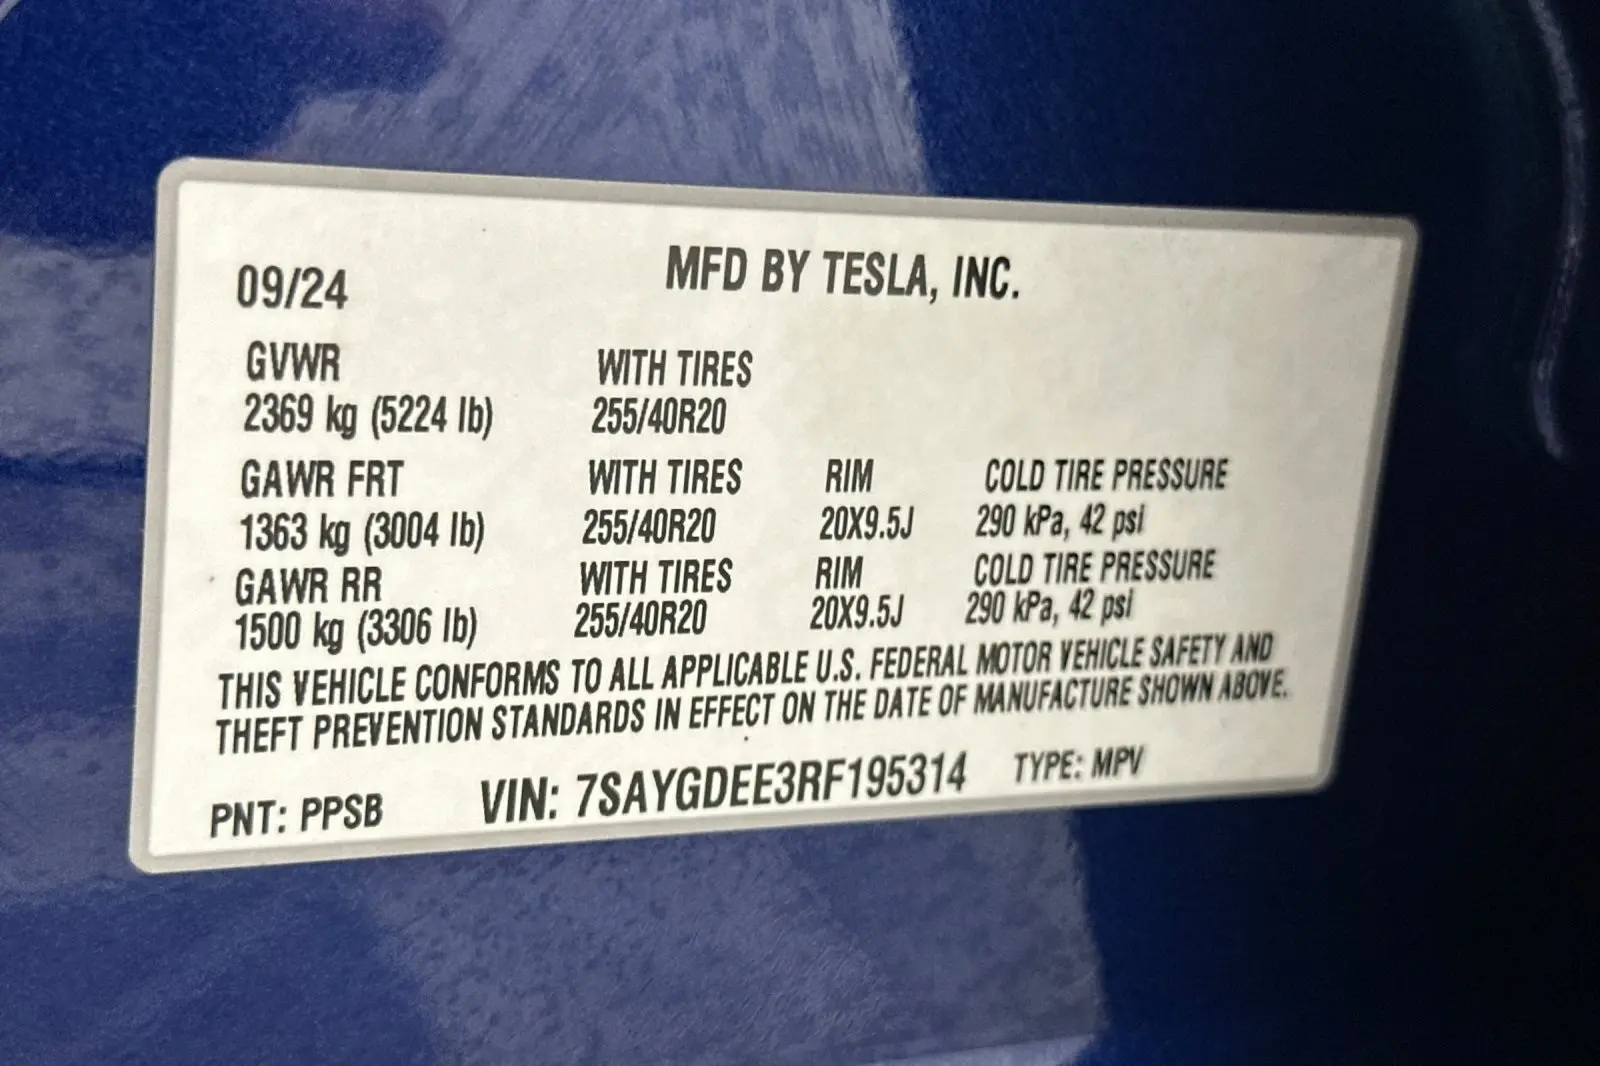 09/24 MFD BY TESLA, INC.
GVWR WITH TIRES
2369 kg (5224 lb) 255/40R20
GAWR FRT WITH TIRES RIM COLD TIRE PRESSURE
1363 kg (3004 lb) 255/40R20 20X9.5J 290 kPa, 42 psi
GAWR RR WITH TIRES RIM COLD TIRE PRESSURE
1500 kg (3306 lb) 255/40R20 20X9.5J 290 kPa, 42 psi
THIS VEHICLE CONFORMS TO ALL APPLICABLE U.S. FEDERAL MOTOR VEHICLE SAFETY AND
THEFT PREVENTION STANDARDS IN EFFECT ON THE DATE OF MANUFACTURE SHOWN ABOVE.
PNT: PPSB VIN: 7SAYGDEE3RF195314 TYPE: MPV